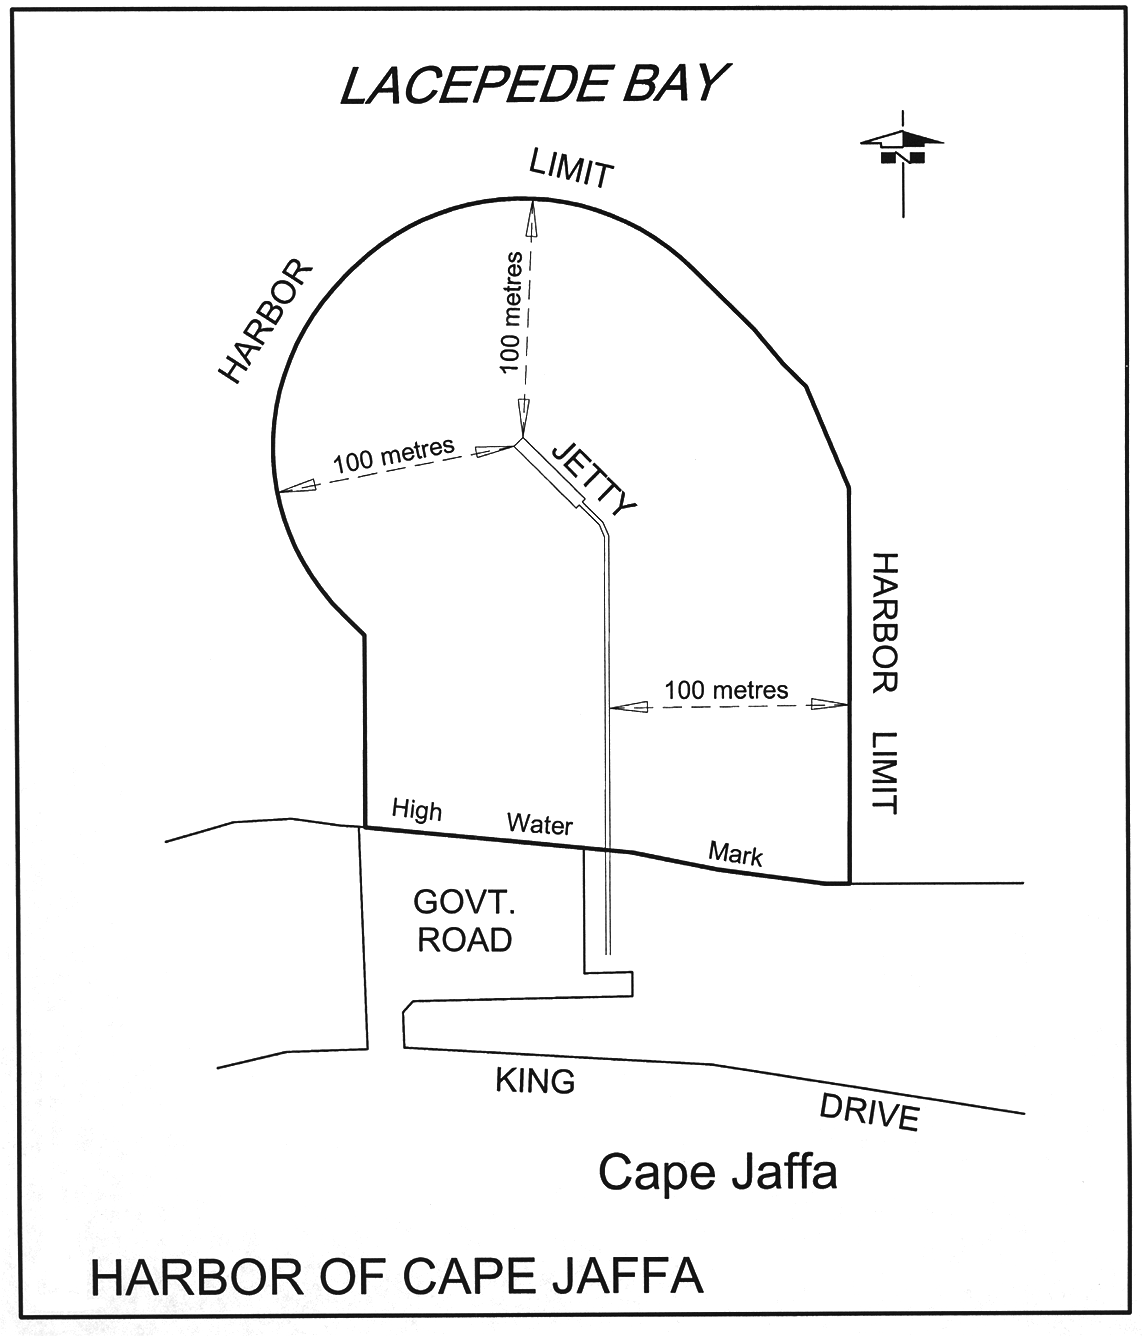 LACEPEDE BAY
N
LIMIT
HARBOR
100 metres
100 metres
JETTY
HARBOR LIMIT
100 metres
High Water Mark
GOVT.
ROAD
KING DRIVE
Cape Jaffa
HARBOR OF CAPE JAFFA